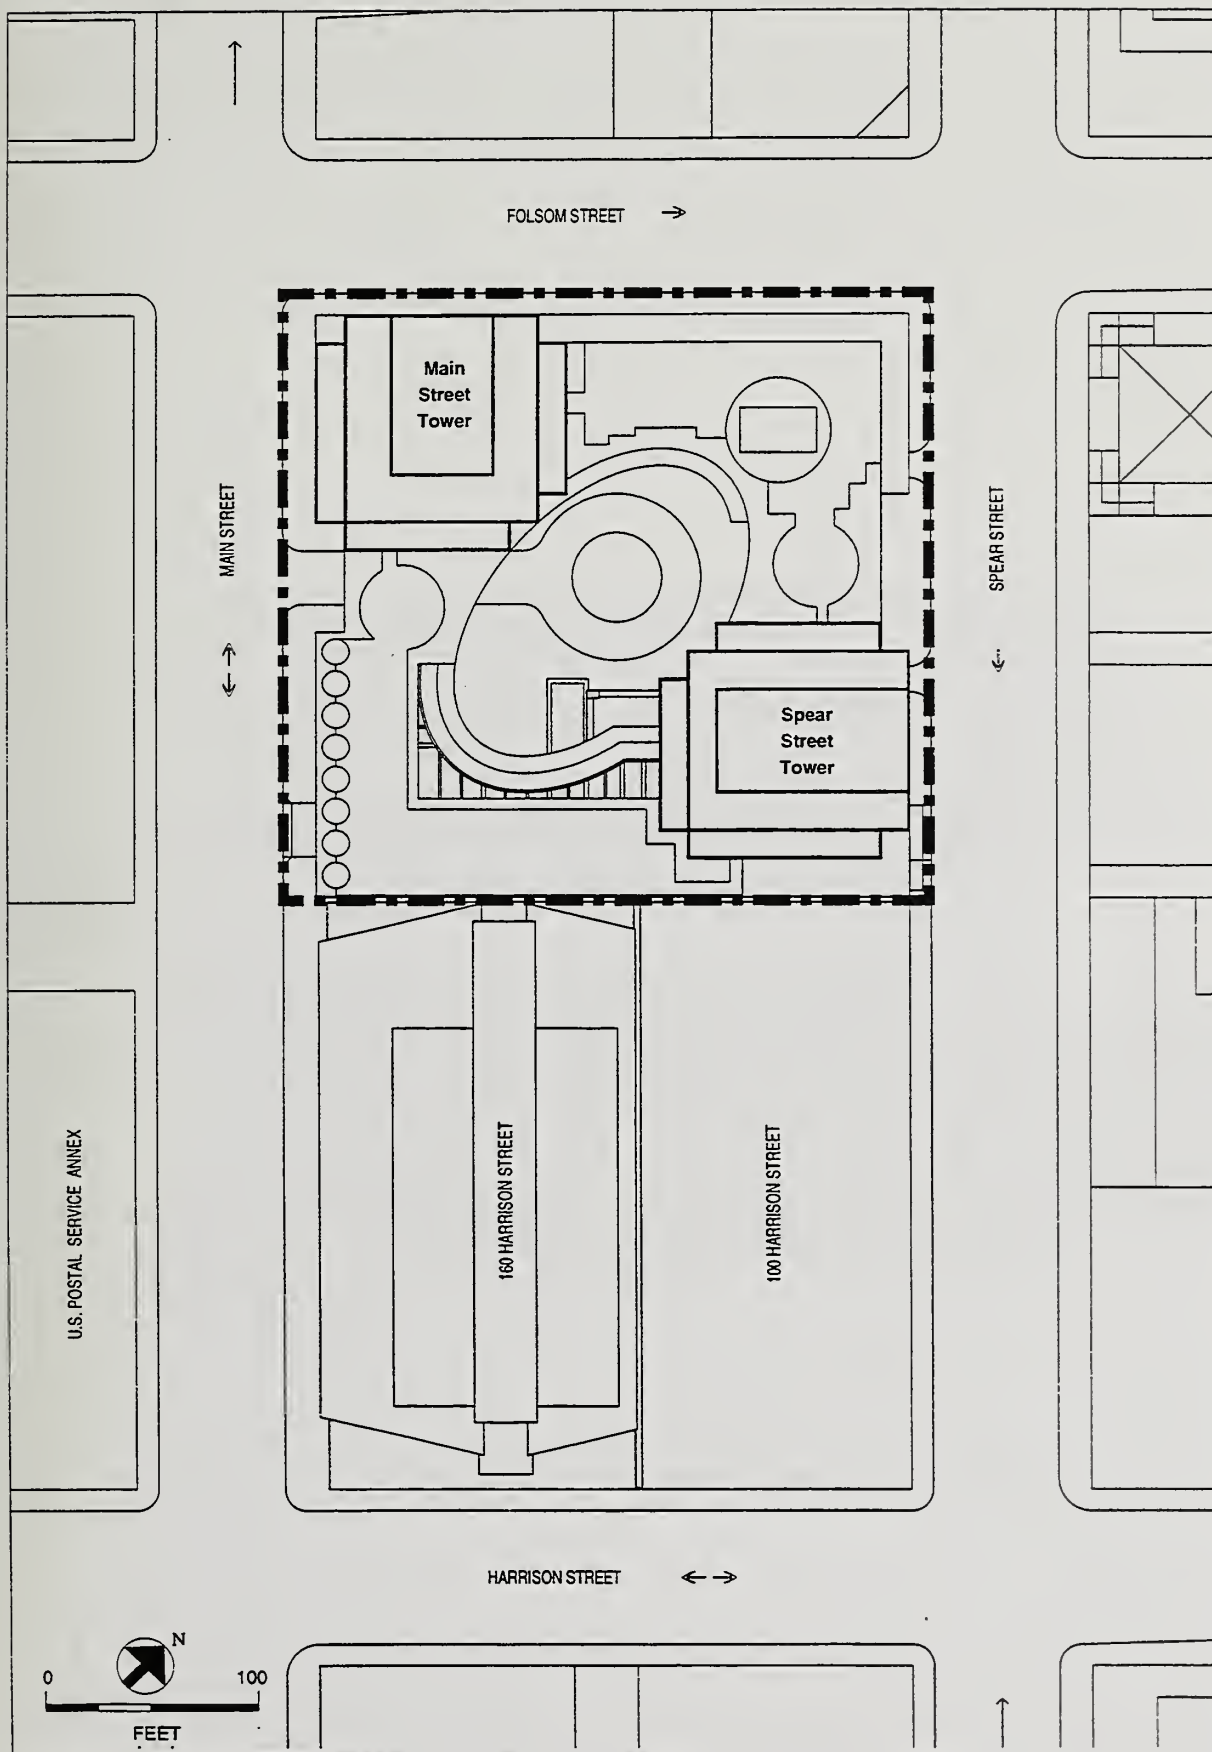 FOLSOM STREET
Main
Street
Tower
MAIN STREET
SPEAR STREET
Spear
Street
Tower
U.S. POSTAL SERVICE ANNEX
160 HARRISON STREET
100 HARRISON STREET
HARRISON STREET
N
0 100
FEET